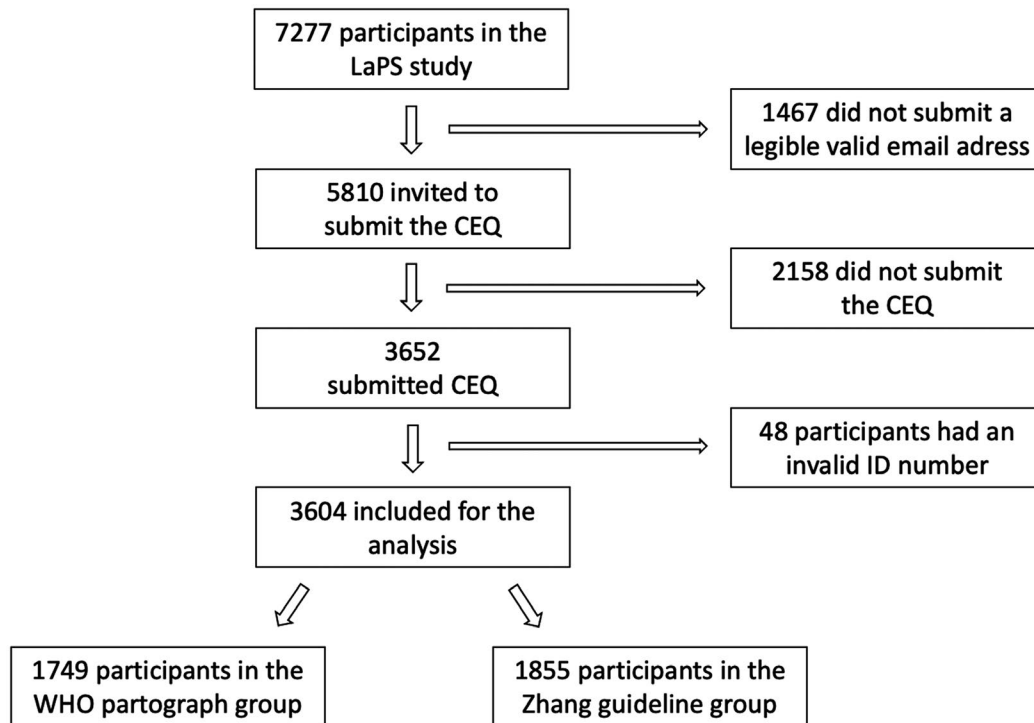 7277 participants in the
LaPS study
1467 did not submit a
legible valid email adress
5810 invited to
submit the CEQ
2158 did not submit
the CEQ
3652
submitted CEQ
48 participants had an
invalid ID number
3604 included for the
analysis
1749 participants in the
WHO partograph group
1855 participants in the
Zhang guideline group